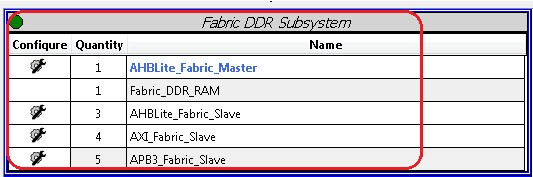 Fabric DDR Subsystem
Configure Quantity Name
1 AHBLite_Fabric_Master
1 Fabric_DDR_RAM
3 AHBLite_Fabric_Slave
4 AXI_Fabric_Slave
5 APB3_Fabric_Slave